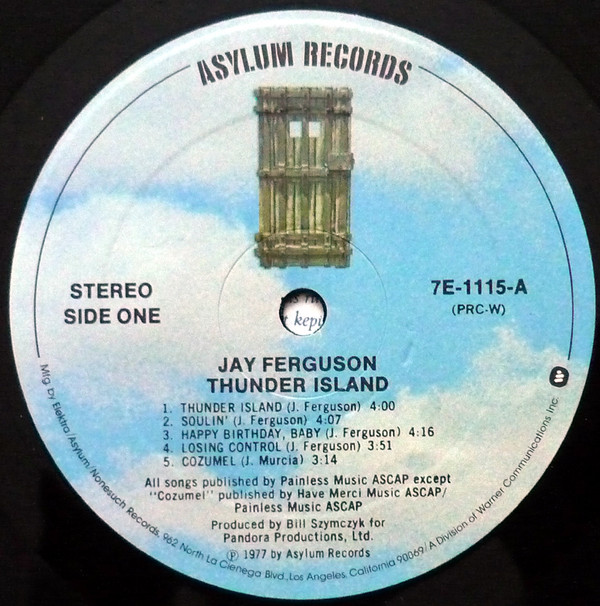 ASYLUM RECORDS
STEREO
SIDE ONE
7E-1115-A
(PRC-W)
kepi
JAY FERGUSON
THUNDER ISLAND
1. THUNDER ISLAND (J. Ferguson) 4:00
2. SOULIN' (J. Ferguson) 4:07
3. HAPPY BIRTHDAY, BABY (J. Ferguson) 4:16
4. LOSING CONTROL (J. Ferguson) 3:51
5. COZUMEL (J. Murcia) 3:14
All songs published by Painless Music ASCAP except
"Cozumel" published by Have Merci Music ASCAP/
Painless Music ASCAP
Produced by Bill Szymczyk for
Pandora Productions, Ltd.
℗ 1977 by Asylum Records
Mfg. by Elektra/Asylum/Nonesuch Records, 962 North La Cienega Blvd., Los Angeles, California 90069/A Division of Warner Communications Inc.